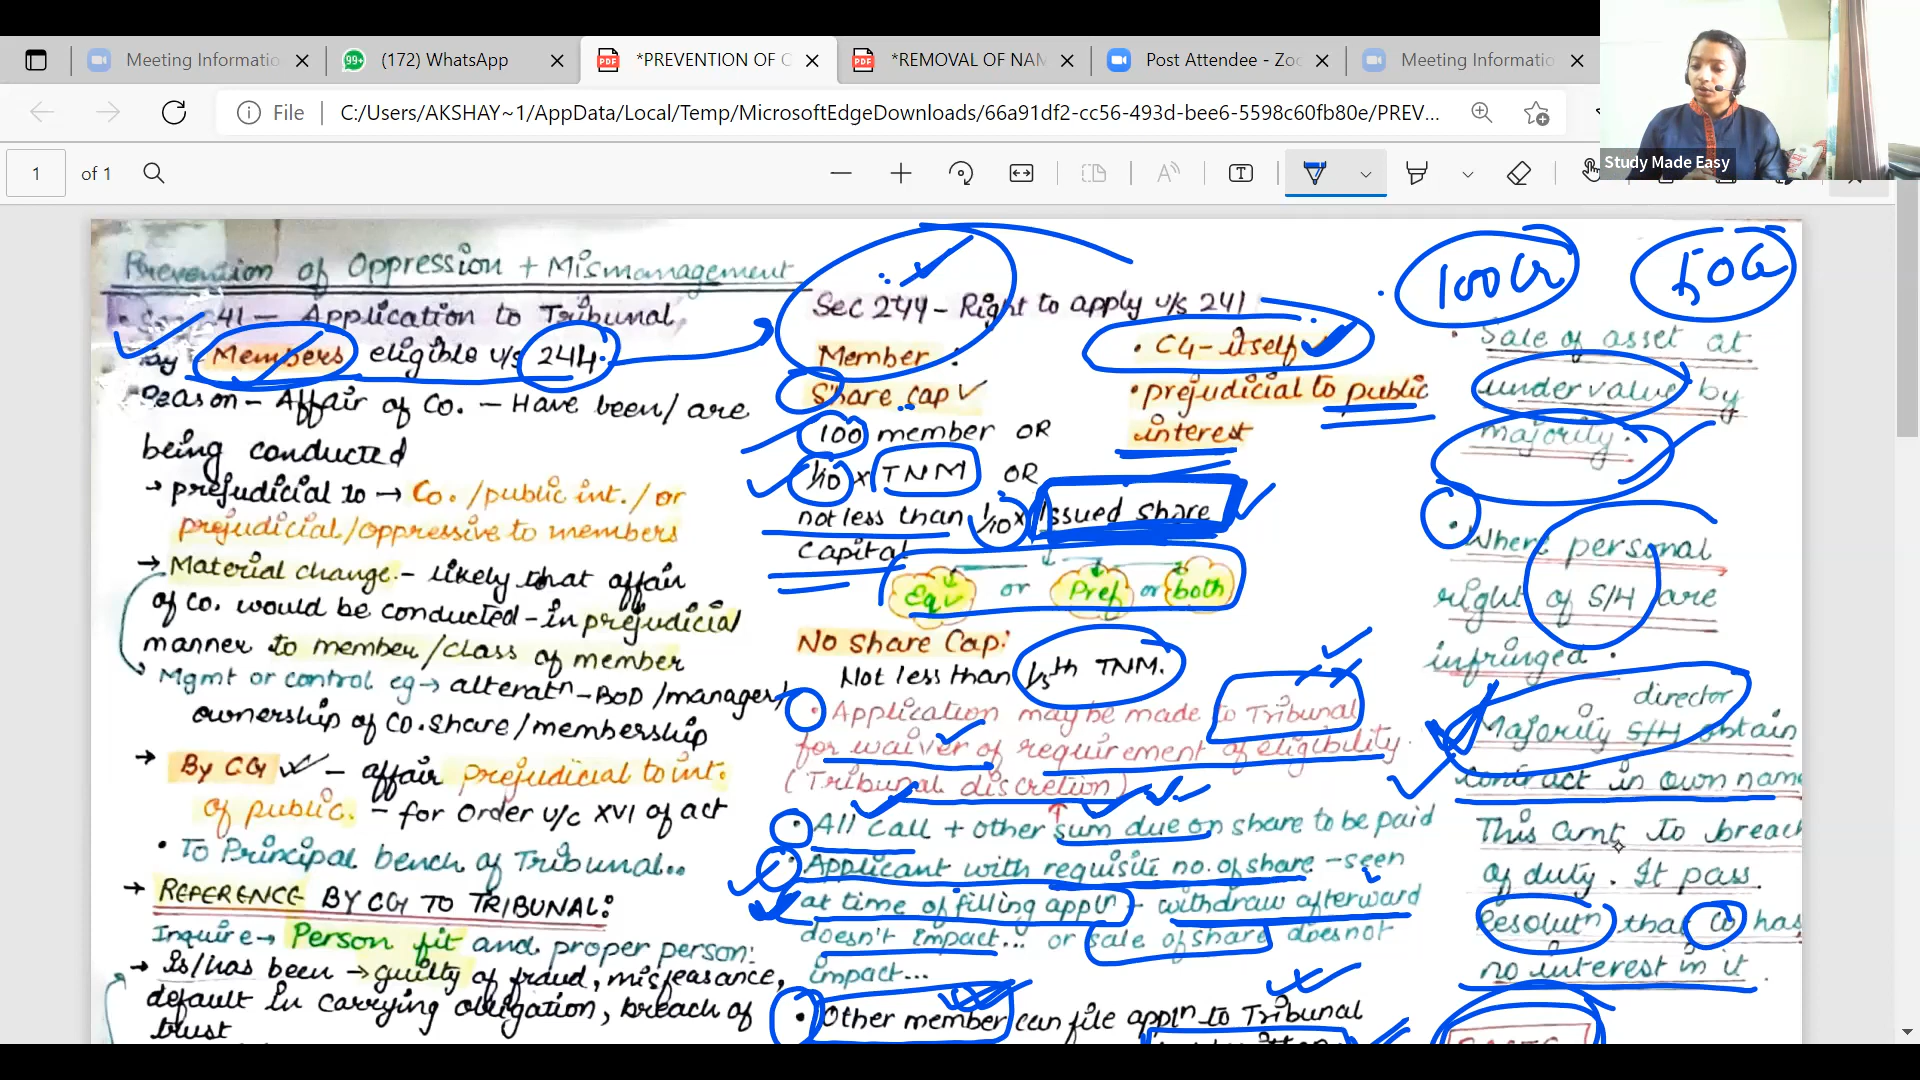 Meeting Informatio
99+
(172) WhatsApp
PDF
*PREVENTION OF O
PDF
*REMOVAL OF NAM
Post Attendee - Zoo
Meeting Informatio
File
C:/Users/AKSHAY~1/AppData/Local/Temp/MicrosoftEdgeDownloads/66a91df2-cc56-493d-bee6-5598c60fb80e/PREV...
Study Made Easy
1
of 1
Prevention of Oppression + Mismanagement
41 - Application to Tribunal
By Members eligible u/s 244.
Reason - Affair of Co. - Have been/are
being conducted
→ prejudicial to → Co./public int./or
prejudicial/oppressive to members
→ Material change - likely that affair
of Co. would be conducted - in prejudicial
manner to member/class of member
Mgmt or control eg → alteratn - BOD/manager/
ownership of Co. share/membership
→ By CG ✓ - affair prejudicial to int.
of public. - for order u/c XVI of act
• To Principal bench of Tribunal..
→ REFERENCE BY CG TO TRIBUNAL:
Inquire → Person fit and proper person:
→ Is/has been → guilty of fraud, misfeasance,
default in carrying obligation, breach of
trust
Sec 244 - Right to apply u/s 241
Member:
• CG - itself
Share cap ✓
• prejudicial to public
interest
100 member OR
1/10 x TNM OR
not less than 1/10 x Issued share
Capital
Eq ✓ or Pref or both
No Share Cap:
Not less than 1/5th TNM.
• Application may be made to Tribunal
for waiver of requirement of eligibility.
(Tribunal discretion)
• All call + other sum due on share to be paid
• Applicant with requisite no. of share - seen
at time of filling appln - withdraw afterward
doesn't impact... or sale of share does not
impact...
• Other member can file appln to Tribunal
100Cr
50Cr
• Sale of asset at
undervalue by
majority.
• Where personal
right of S/H are
infringed.
director
Majority S/H obtain
contract in own name
This amt to breach
of duty. It pass
Resolutn that Co has
no interest in it.